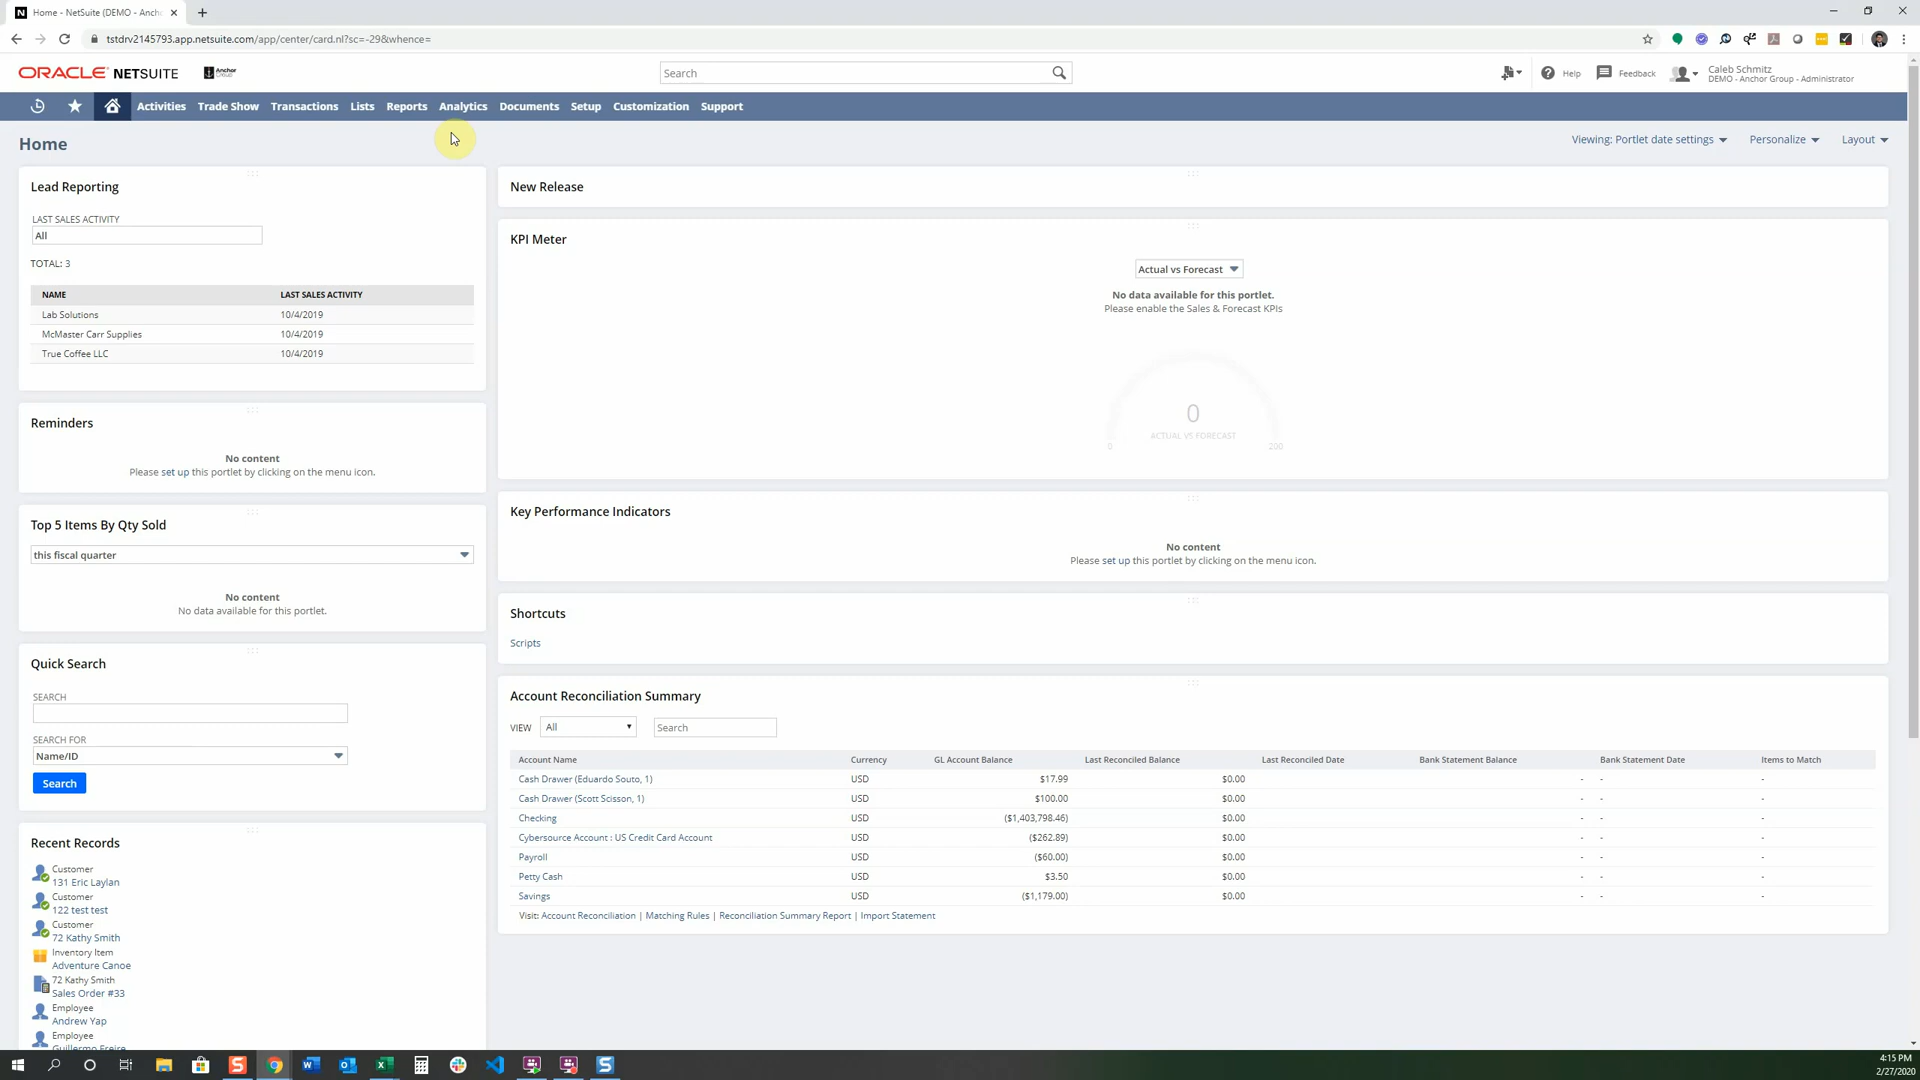 Home - NetSuite (DEMO - Anch
tstdrv2145793.app.netsuite.com/app/center/card.nl?sc=-29&whence=
ORACLE NETSUITE Anchor
Search
Help Feedback Caleb Schmitz
DEMO - Anchor Group - Administrator
Activities Trade Show Transactions Lists Reports Analytics Documents Setup Customization Support
Home
Viewing: Portlet date settings Personalize Layout
Lead Reporting
LAST SALES ACTIVITY
All
TOTAL: 3
NAME LAST SALES ACTIVITY
Lab Solutions 10/4/2019
McMaster Carr Supplies 10/4/2019
True Coffee LLC 10/4/2019
Reminders
No content
Please set up this portlet by clicking on the menu icon.
Top 5 Items By Qty Sold
this fiscal quarter
No content
No data available for this portlet.
Quick Search
SEARCH
SEARCH FOR
Name/ID
Search
Recent Records
Customer
131 Eric Laylan
Customer
122 test test
Customer
72 Kathy Smith
Inventory Item
Adventure Canoe
72 Kathy Smith
Sales Order #33
Employee
Andrew Yap
Employee
Guillermo Freire
New Release
KPI Meter
Actual vs Forecast
No data available for this portlet.
Please enable the Sales & Forecast KPIs
0
ACTUAL VS FORECAST
0 200
Key Performance Indicators
No content
Please set up this portlet by clicking on the menu icon.
Shortcuts
Scripts
Account Reconciliation Summary
VIEW All Search
Account Name Currency GL Account Balance Last Reconciled Balance Last Reconciled Date Bank Statement Balance Bank Statement Date Items to Match
Cash Drawer (Eduardo Souto, 1) USD $17.99 $0.00 - - -
Cash Drawer (Scott Scisson, 1) USD $100.00 $0.00 - - -
Checking USD ($1,403,798.46) $0.00 - - -
Cybersource Account : US Credit Card Account USD ($262.89) $0.00 - - -
Payroll USD ($60.00) $0.00 - - -
Petty Cash USD $3.50 $0.00 - - -
Savings USD ($1,179.00) $0.00 - - -
Visit: Account Reconciliation | Matching Rules | Reconciliation Summary Report | Import Statement
4:15 PM
2/27/2020